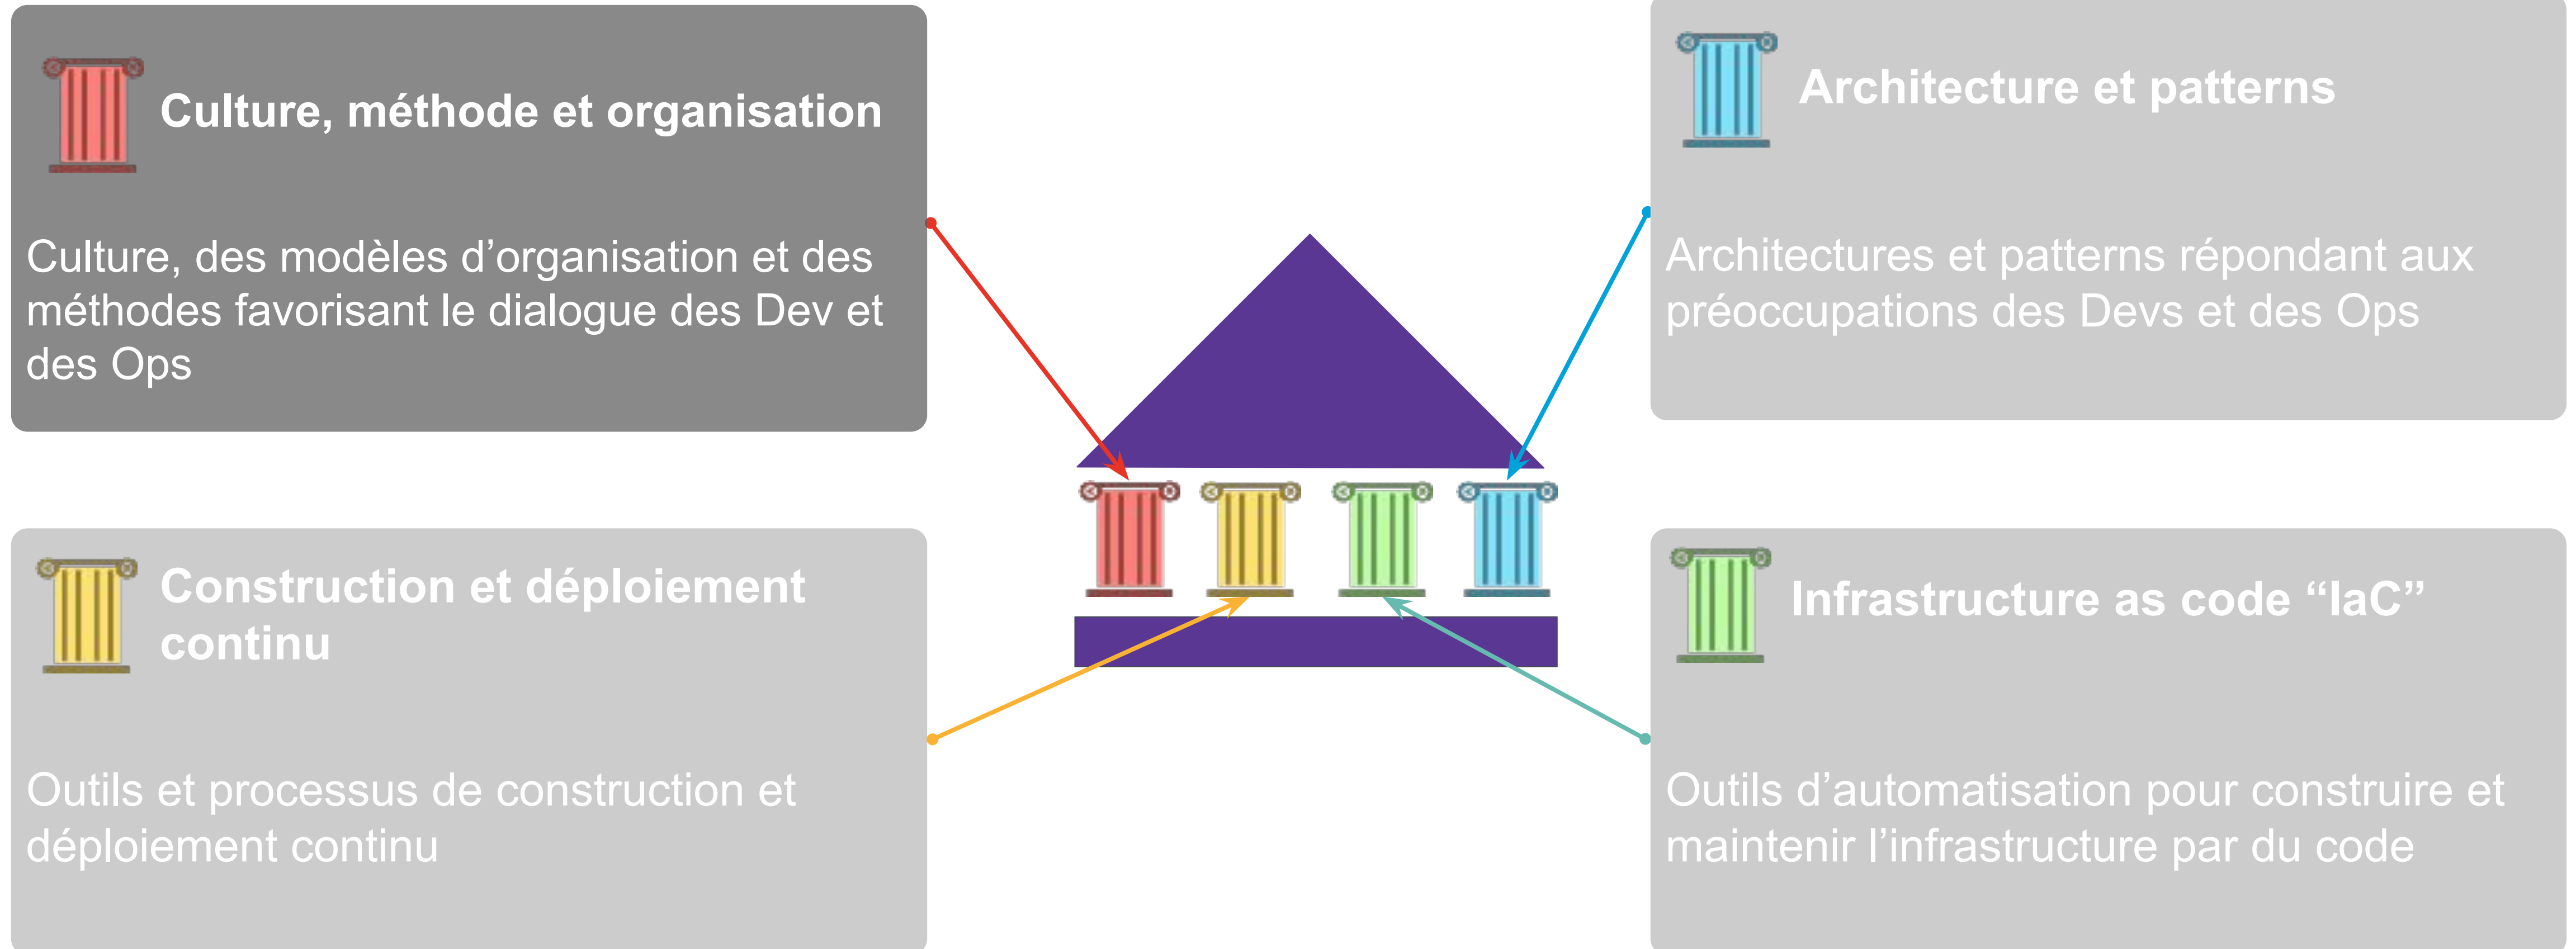 Culture, méthode et organisation
Culture, des modèles d’organisation et des
méthodes favorisant le dialogue des Dev et
des Ops
Architecture et patterns
Architectures et patterns répondant aux
préoccupations des Devs et des Ops
Construction et déploiement
continu
Outils et processus de construction et
déploiement continu
Infrastructure as code “IaC”
Outils d’automatisation pour construire et
maintenir l’infrastructure par du code